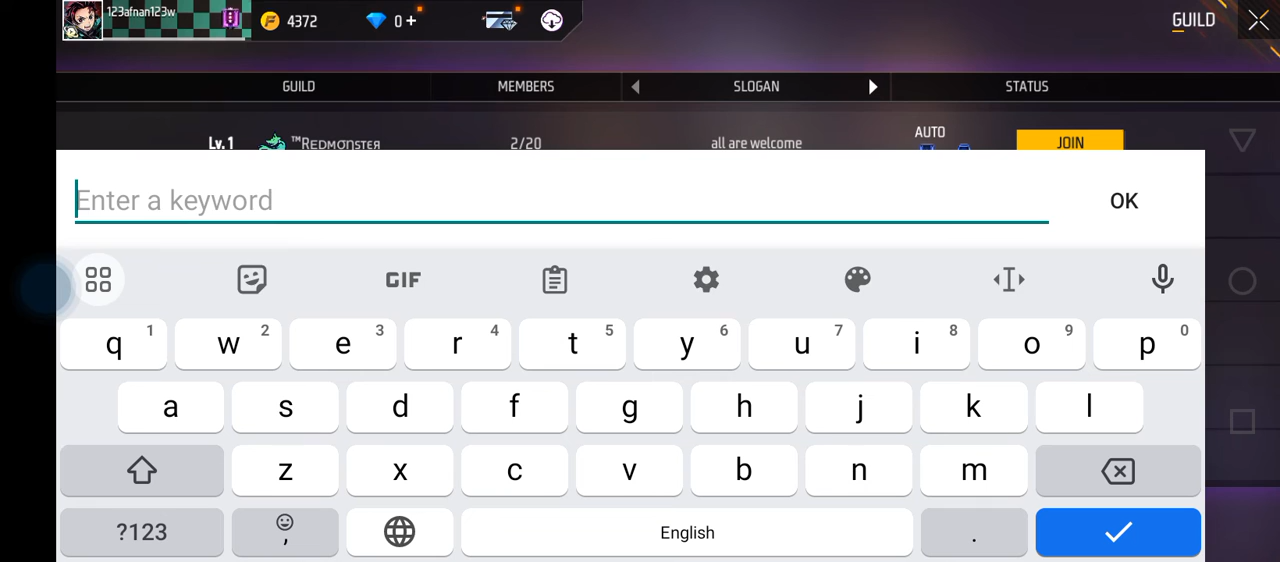 123afnan123w 4372 0 + GUILD
GUILD MEMBERS SLOGAN STATUS
Lv. 1 ™REDMOΠSTER 2/20 all are welcome AUTO JOIN
Enter a keyword OK
GIF
q 1 w 2 e 3 r 4 t 5 y 6 u 7 i 8 o 9 p 0
a s d f g h j k l
z x c v b n m
?123 , English .